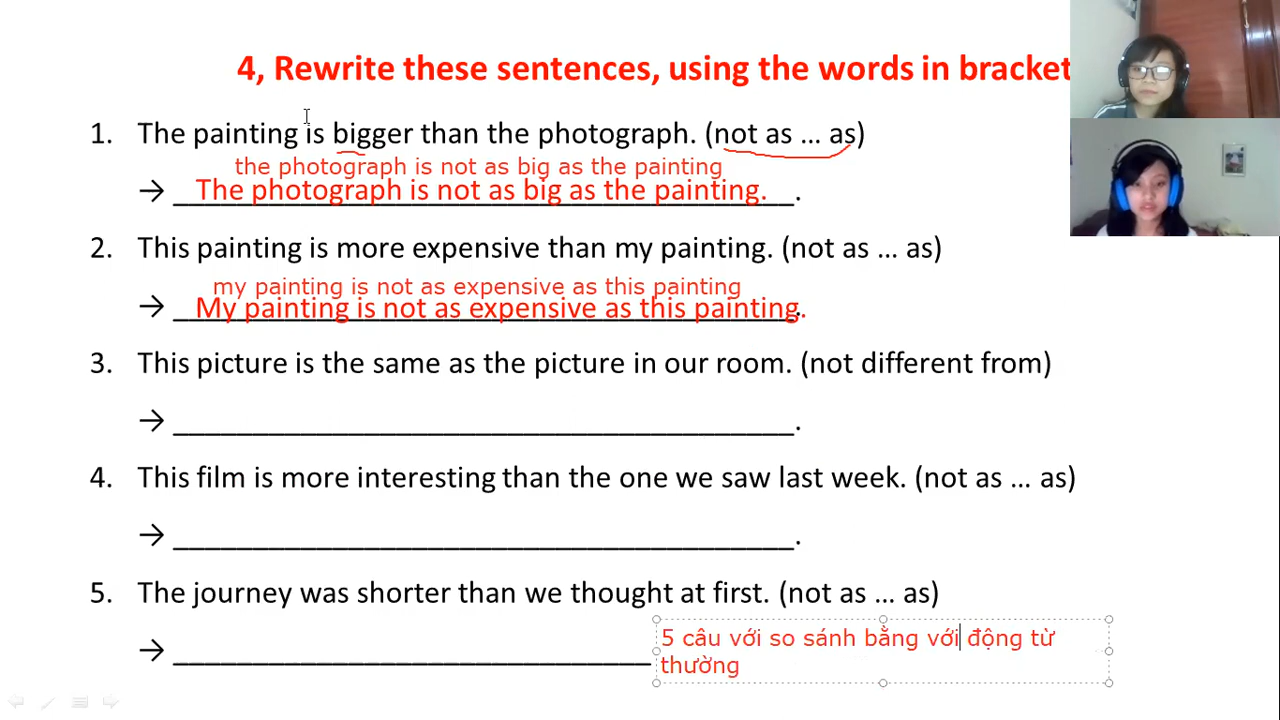 4, Rewrite these sentences, using the words in bracket
1. The painting is bigger than the photograph. (not as … as)
the photograph is not as big as the painting
→ The photograph is not as big as the painting.
2. This painting is more expensive than my painting. (not as … as)
my painting is not as expensive as this painting
→ My painting is not as expensive as this painting.
3. This picture is the same as the picture in our room. (not different from)
→ ___________________________________________.
4. This film is more interesting than the one we saw last week. (not as … as)
→ ___________________________________________.
5. The journey was shorter than we thought at first. (not as … as)
5 câu với so sánh bằng với động từ
→ _________________________________ thường